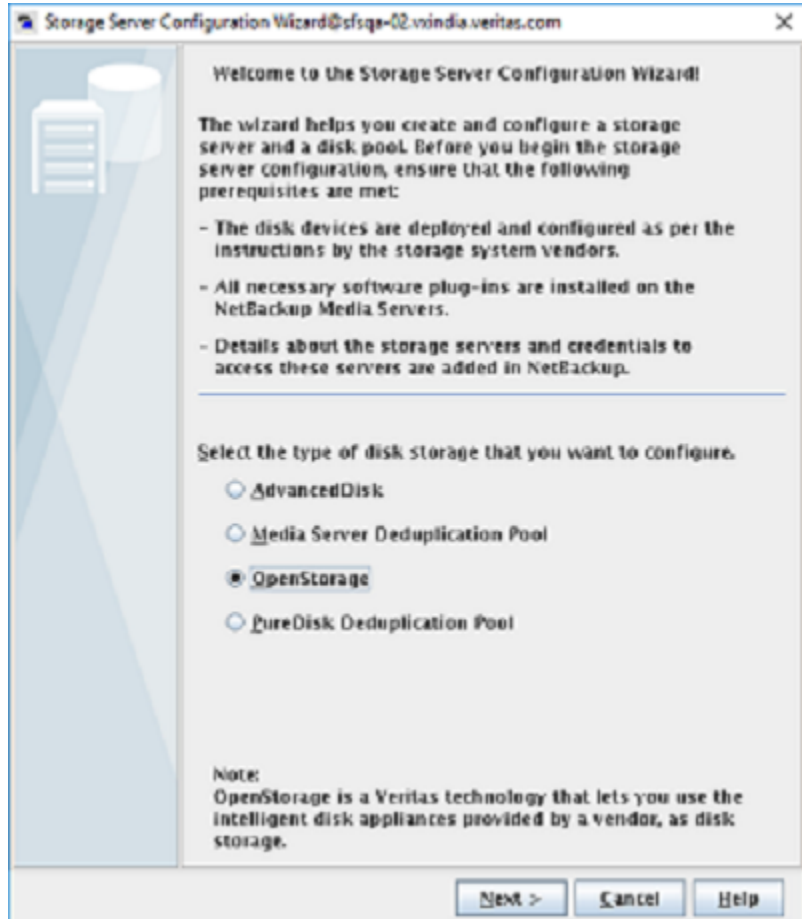 Storage Server Configuration Wizard@sfsqa-02.vxindia.veritas.com
Welcome to the Storage Server Configuration Wizard!
The wizard helps you create and configure a storage
server and a disk pool. Before you begin the storage
server configuration, ensure that the following
prerequisites are met:
- The disk devices are deployed and configured as per the
instructions by the storage system vendors.
- All necessary software plug-ins are installed on the
NetBackup Media Servers.
- Details about the storage servers and credentials to
access these servers are added in NetBackup.
Select the type of disk storage that you want to configure.
AdvancedDisk
Media Server Deduplication Pool
OpenStorage
PureDisk Deduplication Pool
Note:
OpenStorage is a Veritas technology that lets you use the
intelligent disk appliances provided by a vendor, as disk
storage.
Next > Cancel Help